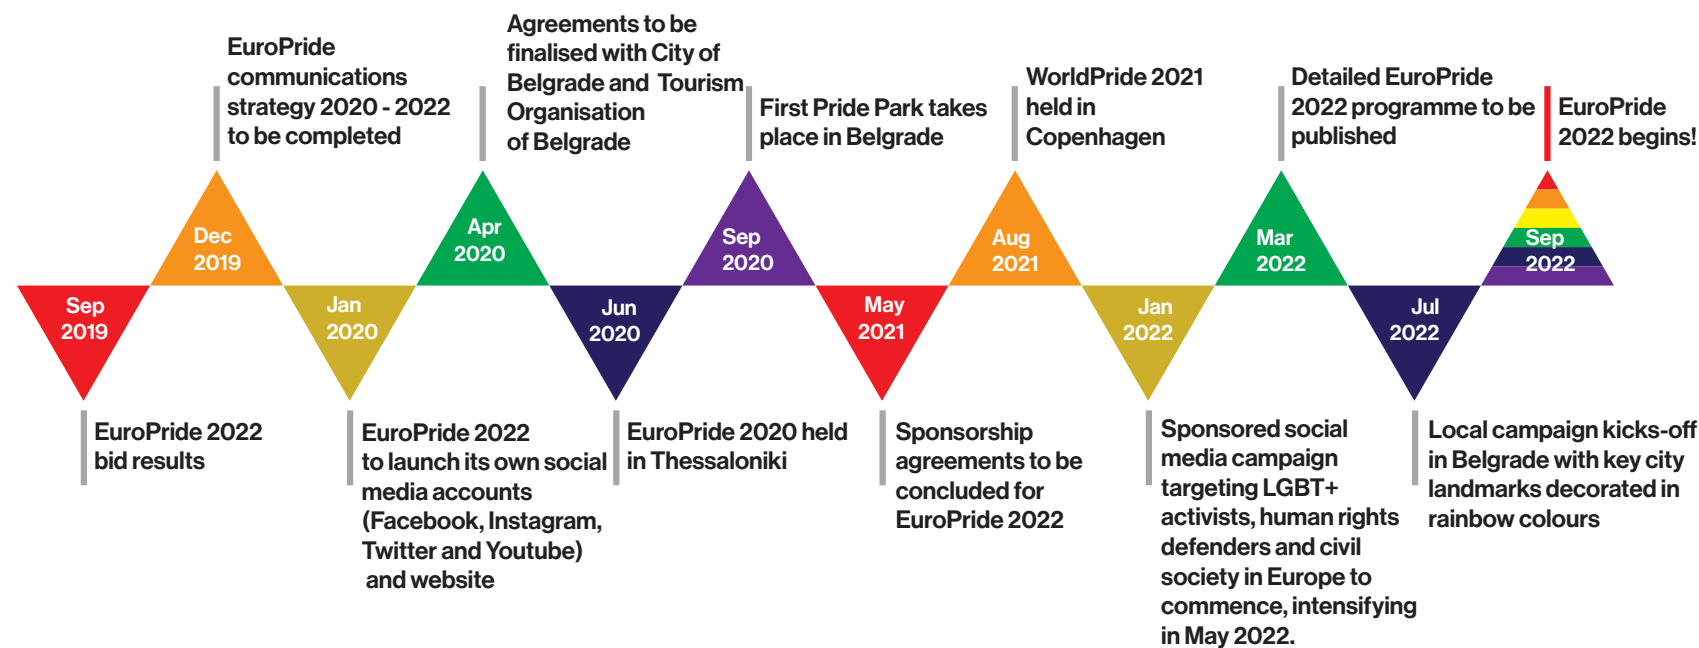 EuroPride
communications
strategy 2020 - 2022
to be completed
Agreements to be
finalised with City of
Belgrade and Tourism
Organisation
of Belgrade
First Pride Park takes
place in Belgrade
WorldPride 2021
held in
Copenhagen
Detailed EuroPride
2022 programme to be
published
EuroPride
2022 begins!
Sep
2019
Dec
2019
Jan
2020
Apr
2020
Jun
2020
Sep
2020
May
2021
Aug
2021
Jan
2022
Mar
2022
Jul
2022
Sep
2022
EuroPride 2022
bid results
EuroPride 2022
to launch its own social
media accounts
(Facebook, Instagram,
Twitter and Youtube)
and website
EuroPride 2020 held
in Thessaloniki
Sponsorship
agreements to be
concluded for
EuroPride 2022
Sponsored social
media campaign
targeting LGBT+
activists, human rights
defenders and civil
society in Europe to
commence, intensifying
in May 2022.
Local campaign kicks-off
in Belgrade with key city
landmarks decorated in
rainbow colours